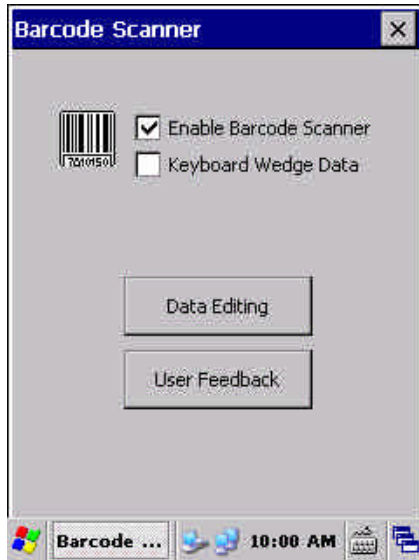 Barcode Scanner
Enable Barcode Scanner
Keyboard Wedge Data
Data Editing
User Feedback
Barcode ...
10:00 AM